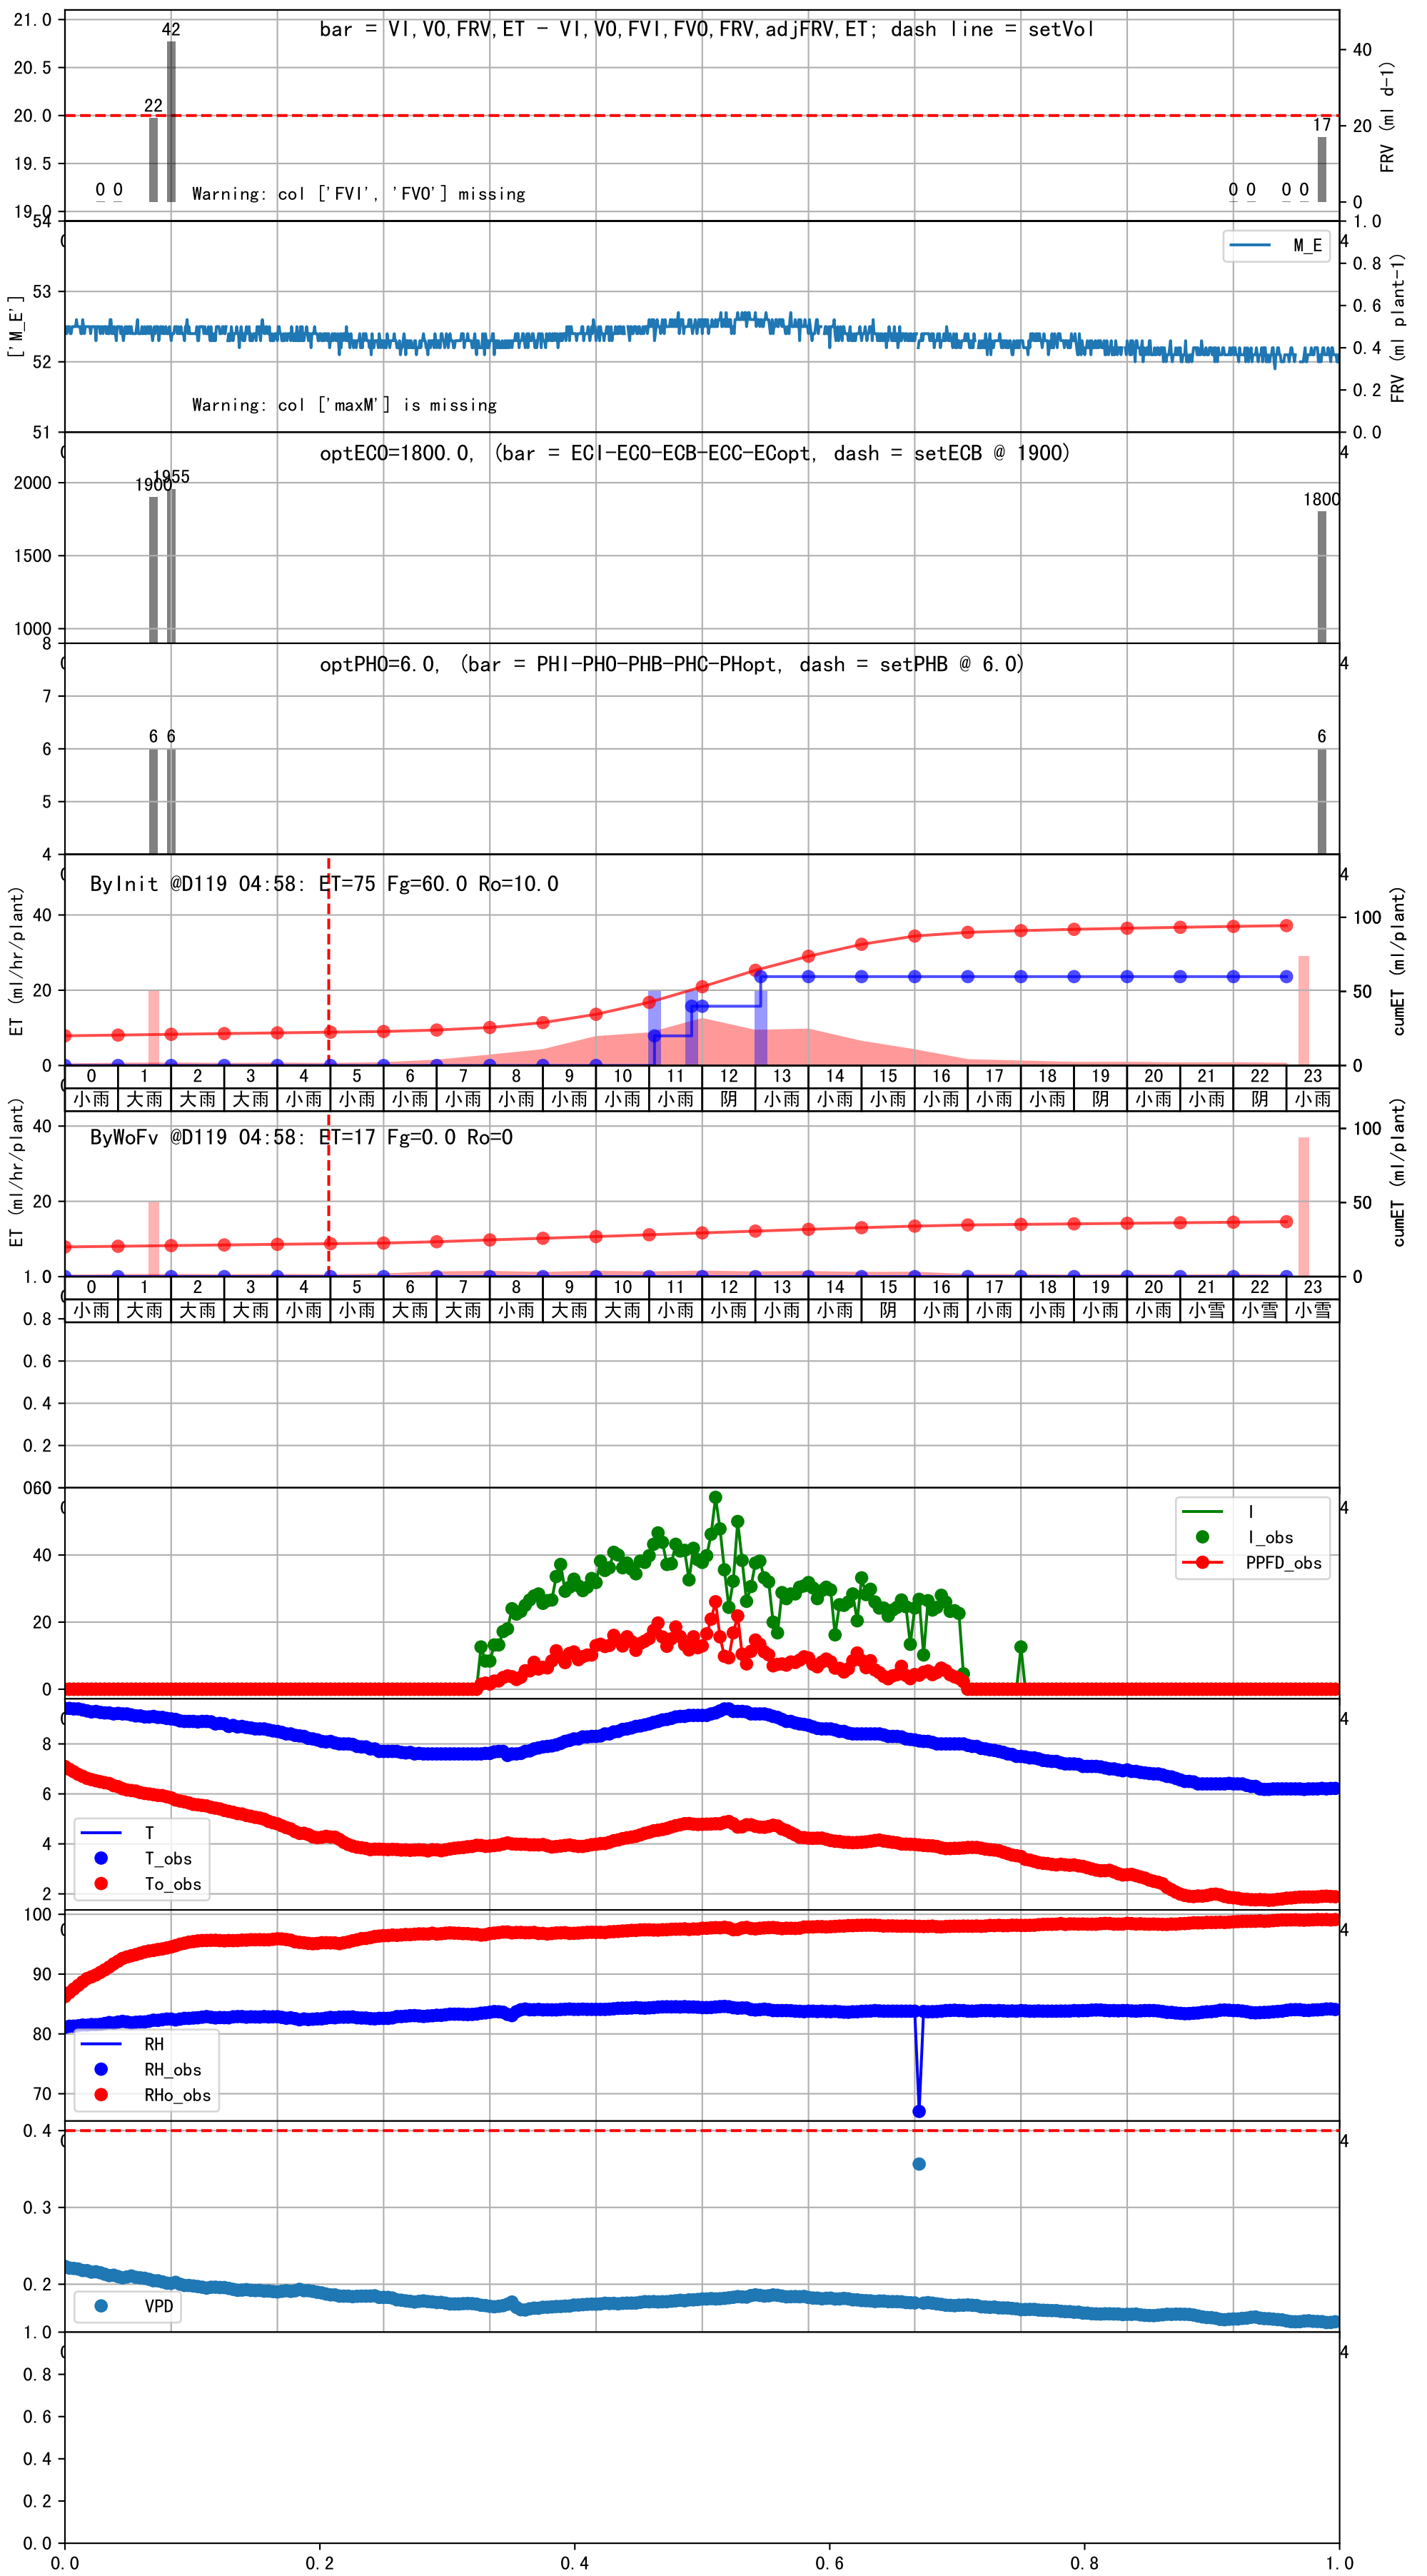 bar = VI,VO,FRV,ET - VI,VO,FVI,FVO,FRV,adjFRV,ET; dash line = setVol
21.0
20.5
20.0
19.5
19.0
42
22
0 0
0 0 0 0
17
Warning: col ['FVI', 'FVO'] missing
40
20
0
FRV (ml d-1)
54
53
52
51
['M_E']
M_E
Warning: col ['maxM'] is missing
1.0
0.8
0.6
0.4
0.2
0.0
FRV (ml plant-1)
4
optECO=1800.0, (bar = ECI-ECO-ECB-ECC-ECopt, dash = setECB @ 1900)
2000
1500
1000
1900
1955
1800
4
optPHO=6.0, (bar = PHI-PHO-PHB-PHC-PHopt, dash = setPHB @ 6.0)
8
7
6
5
4
6 6
6
4
ByInit @D119 04:58: ET=75 Fg=60.0 Ro=10.0
ET (ml/hr/plant)
40
20
0
100
50
0
cumET (ml/plant)
4
0 1 2 3 4 5 6 7 8 9 10 11 12 13 14 15 16 17 18 19 20 21 22 23
小雨 大雨 大雨 大雨 小雨 小雨 小雨 小雨 小雨 小雨 小雨 小雨 阴 小雨 小雨 小雨 小雨 小雨 小雨 阴 小雨 小雨 阴 小雨
ByWoFv @D119 04:58: ET=17 Fg=0.0 Ro=0
ET (ml/hr/plant)
40
20
100
50
0
cumET (ml/plant)
0 1 2 3 4 5 6 7 8 9 10 11 12 13 14 15 16 17 18 19 20 21 22 23
小雨 大雨 大雨 大雨 小雨 小雨 大雨 大雨 小雨 大雨 大雨 小雨 小雨 小雨 小雨 阴 小雨 小雨 小雨 小雨 小雨 小雪 小雪 小雪
1.0
0.8
0.6
0.4
0.2
4
60
40
20
0
I
I_obs
PPFD_obs
4
8
6
4
2
T
T_obs
To_obs
4
100
90
80
70
RH
RH_obs
RHo_obs
4
0.4
0.3
0.2
VPD
4
1.0
0.8
0.6
0.4
0.2
0.0
0.0 0.2 0.4 0.6 0.8 1.0